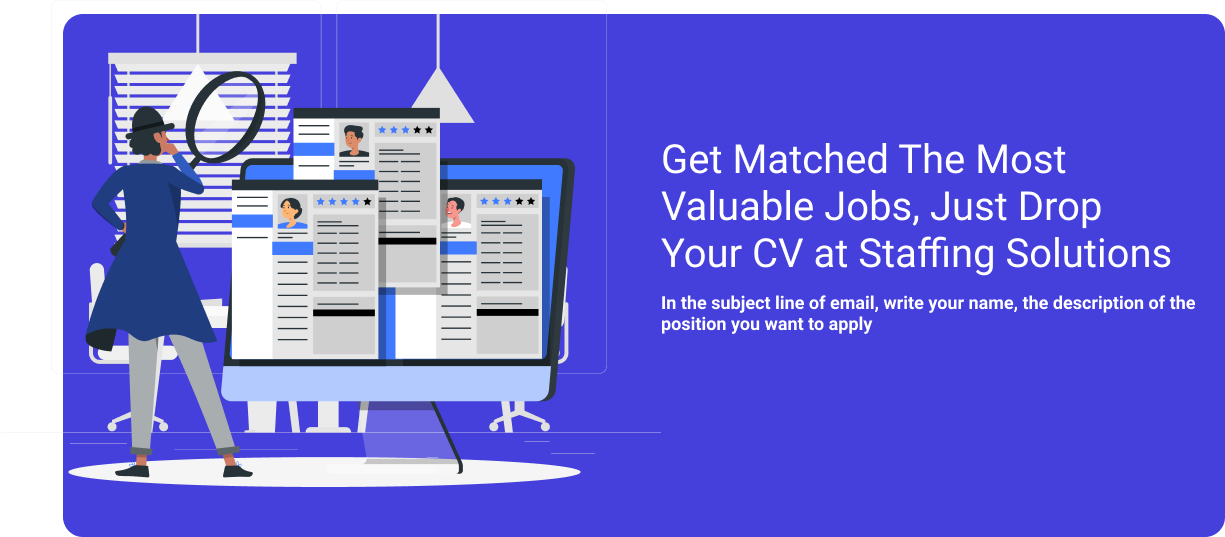 Get Matched The Most
Valuable Jobs, Just Drop
Your CV at Staffing Solutions
In the subject line of email, write your name, the description of the
position you want to apply